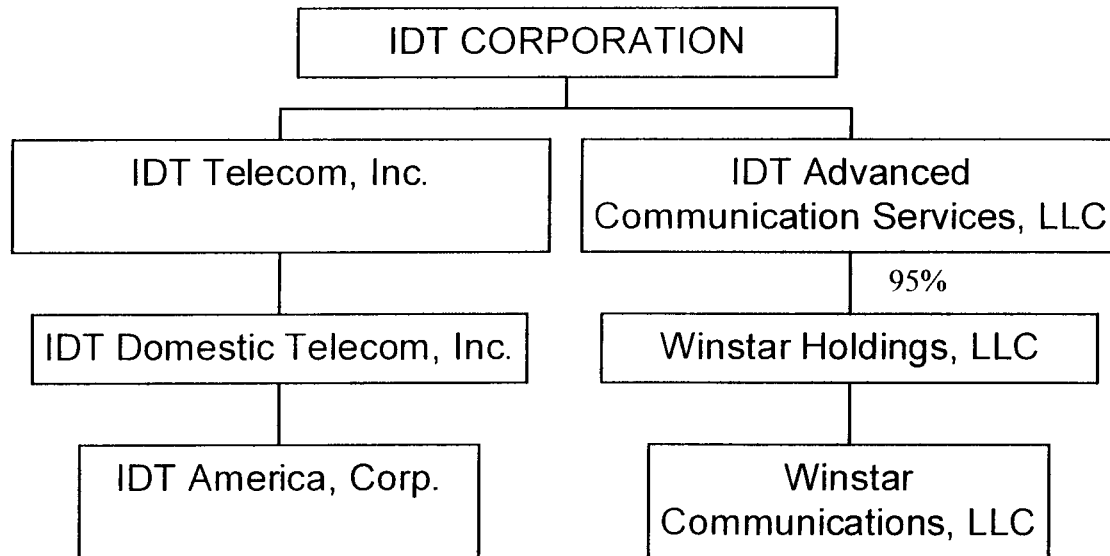 IDT CORPORATION
IDT Telecom, Inc.
IDT Advanced
Communication Services, LLC
95%
IDT Domestic Telecom, Inc.
Winstar Holdings, LLC
IDT America, Corp.
Winstar
Communications, LLC